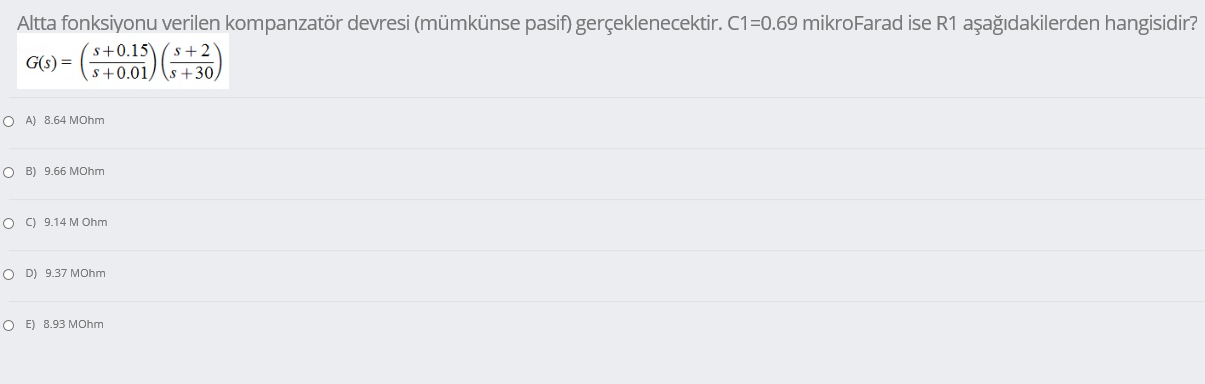 Altta fonksiyonu verilen kompanzatör devresi (mümkünse pasif) gerçeklenecektir. C1=0.69 mikroFarad ise R1 aşağıdakilerden hangisidir?
G(s) = ((s+0.15)/(s+0.01))((s+2)/(s+30))
A) 8.64 MOhm
B) 9.66 MOhm
C) 9.14 M Ohm
D) 9.37 MOhm
E) 8.93 MOhm